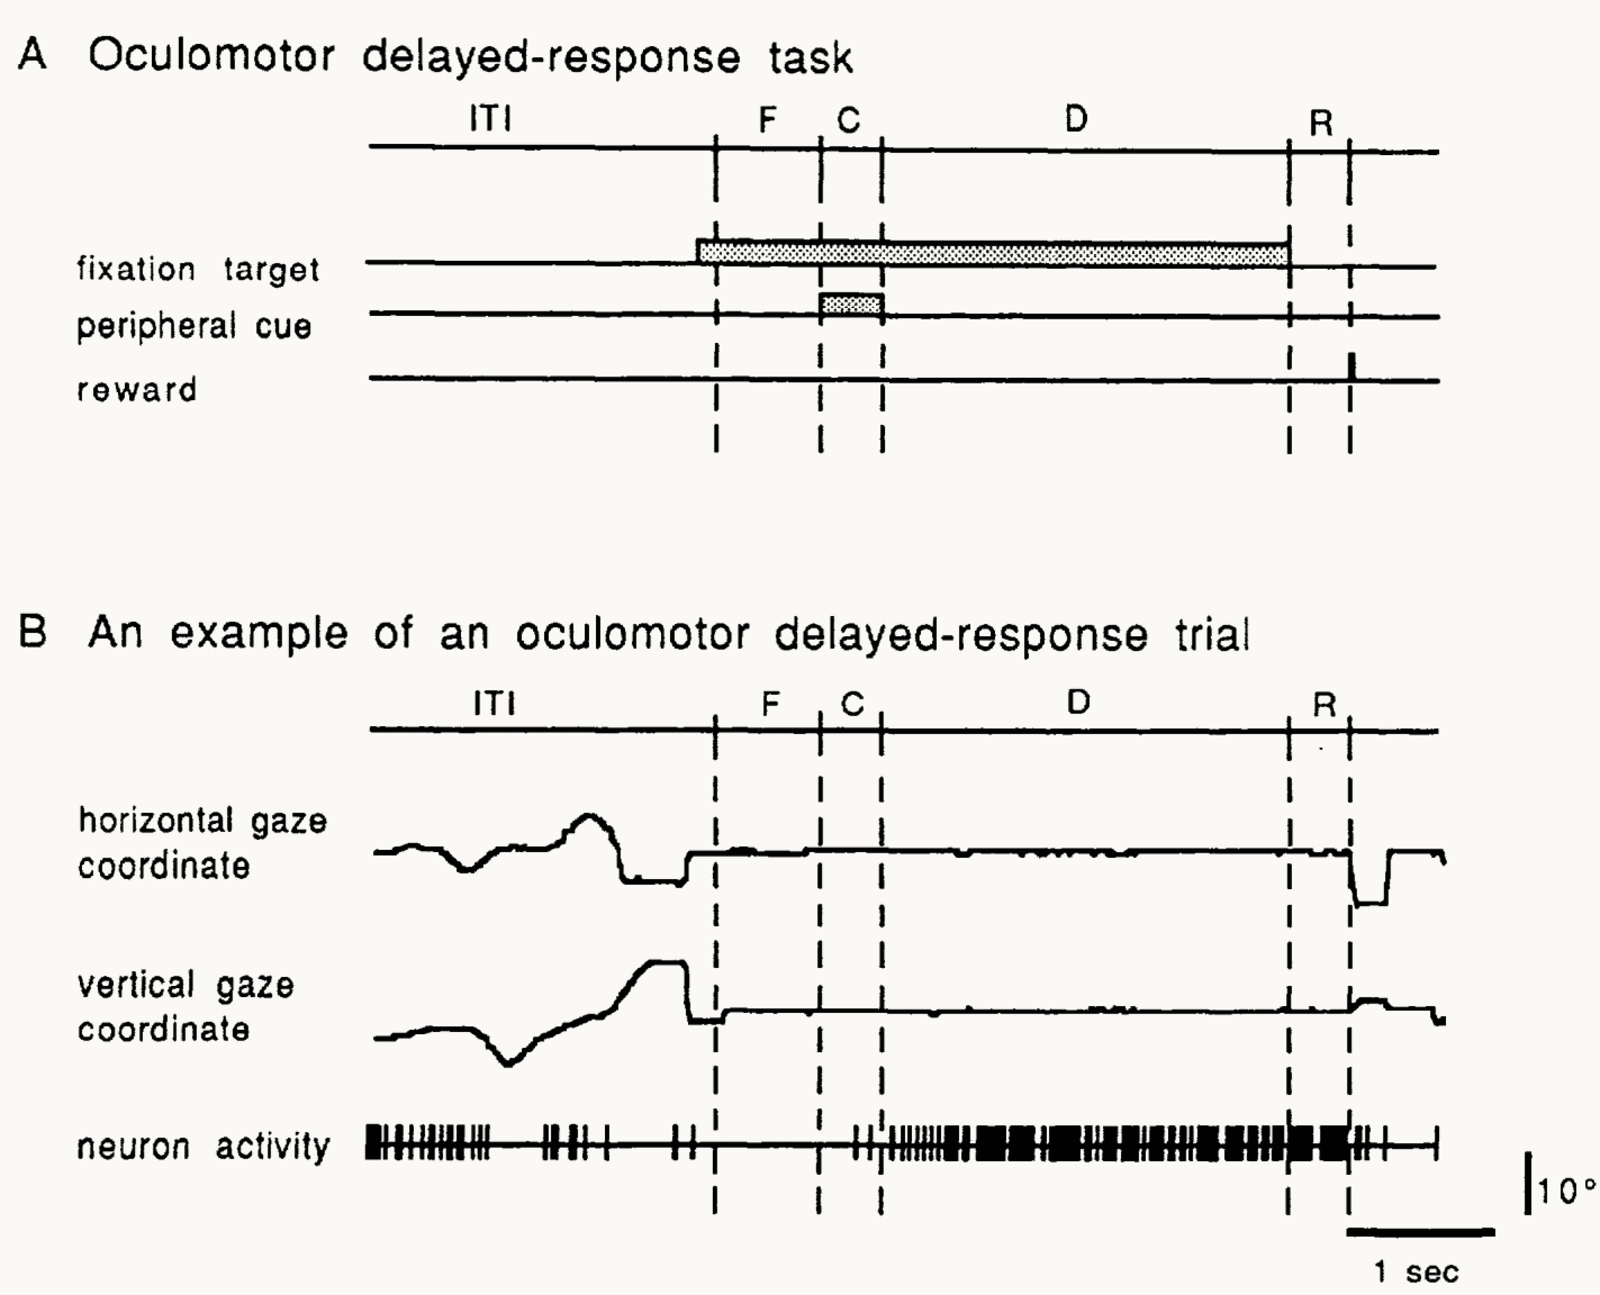 A Oculomotor delayed-response task
ITI F C D R
fixation target
peripheral cue
reward
B An example of an oculomotor delayed-response trial
ITI F C D R
horizontal gaze
coordinate
vertical gaze
coordinate
neuron activity
10°
1 sec